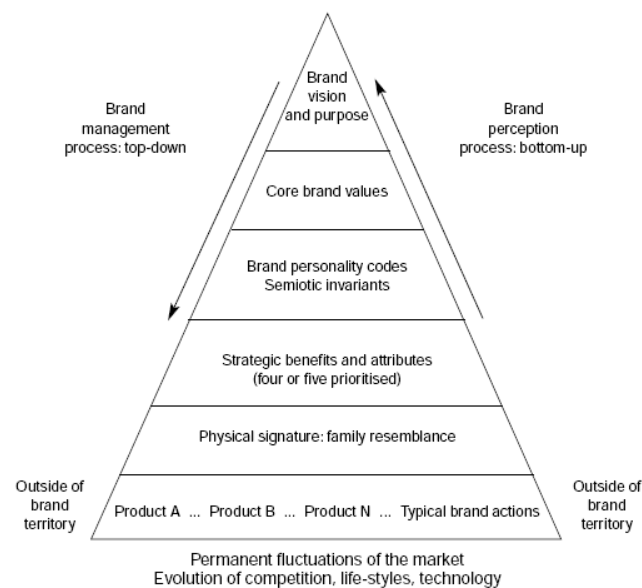 Brand
vision
and purpose
Brand
management
process: top-down
Brand
perception
process: bottom-up
Core brand values
Brand personality codes
Semiotic invariants
Strategic benefits and attributes
(four or five prioritised)
Physical signature: family resemblance
Outside of
brand
territory
Product A ... Product B ... Product N ... Typical brand actions
Outside of
brand
territory
Permanent fluctuations of the market
Evolution of competition, life-styles, technology